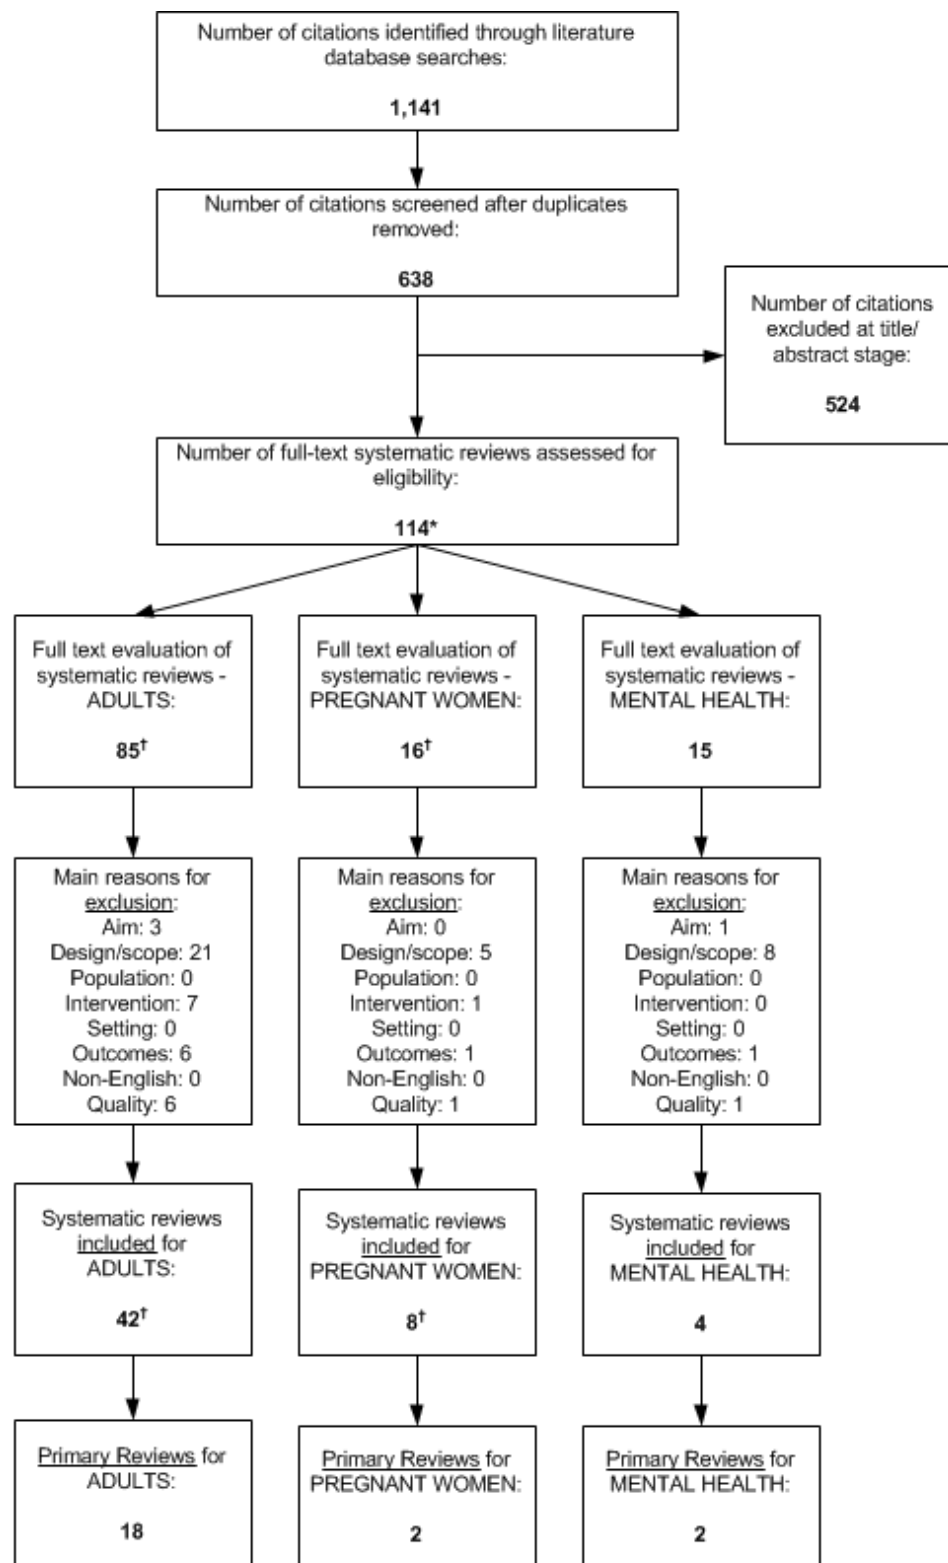 Number of citations identified through literature
database searches:
1,141
Number of citations screened after duplicates
removed:
638
Number of citations
excluded at title/
abstract stage:
524
Number of full-text systematic reviews assessed for
eligibility:
114*
Full text evaluation of
systematic reviews -
ADULTS:
85†
Full text evaluation of
systematic reviews -
PREGNANT WOMEN:
16†
Full text evaluation of
systematic reviews -
MENTAL HEALTH:
15
Main reasons for
exclusion:
Aim: 3
Design/scope: 21
Population: 0
Intervention: 7
Setting: 0
Outcomes: 6
Non-English: 0
Quality: 6
Main reasons for
exclusion:
Aim: 0
Design/scope: 5
Population: 0
Intervention: 1
Setting: 0
Outcomes: 1
Non-English: 0
Quality: 1
Main reasons for
exclusion:
Aim: 1
Design/scope: 8
Population: 0
Intervention: 0
Setting: 0
Outcomes: 1
Non-English: 0
Quality: 1
Systematic reviews
included for
ADULTS:
42†
Systematic reviews
included for
PREGNANT WOMEN:
8†
Systematic reviews
included for
MENTAL HEALTH:
4
Primary Reviews for
ADULTS:
18
Primary Reviews for
PREGNANT WOMEN:
2
Primary Reviews for
MENTAL HEALTH:
2